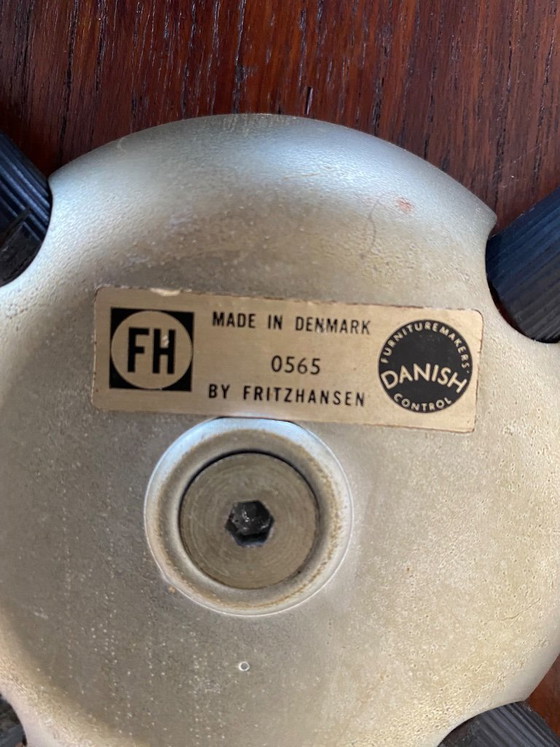 FH
MADE IN DENMARK
0565
BY FRITZHANSEN
FURNITUREMAKERS'
DANISH
CONTROL